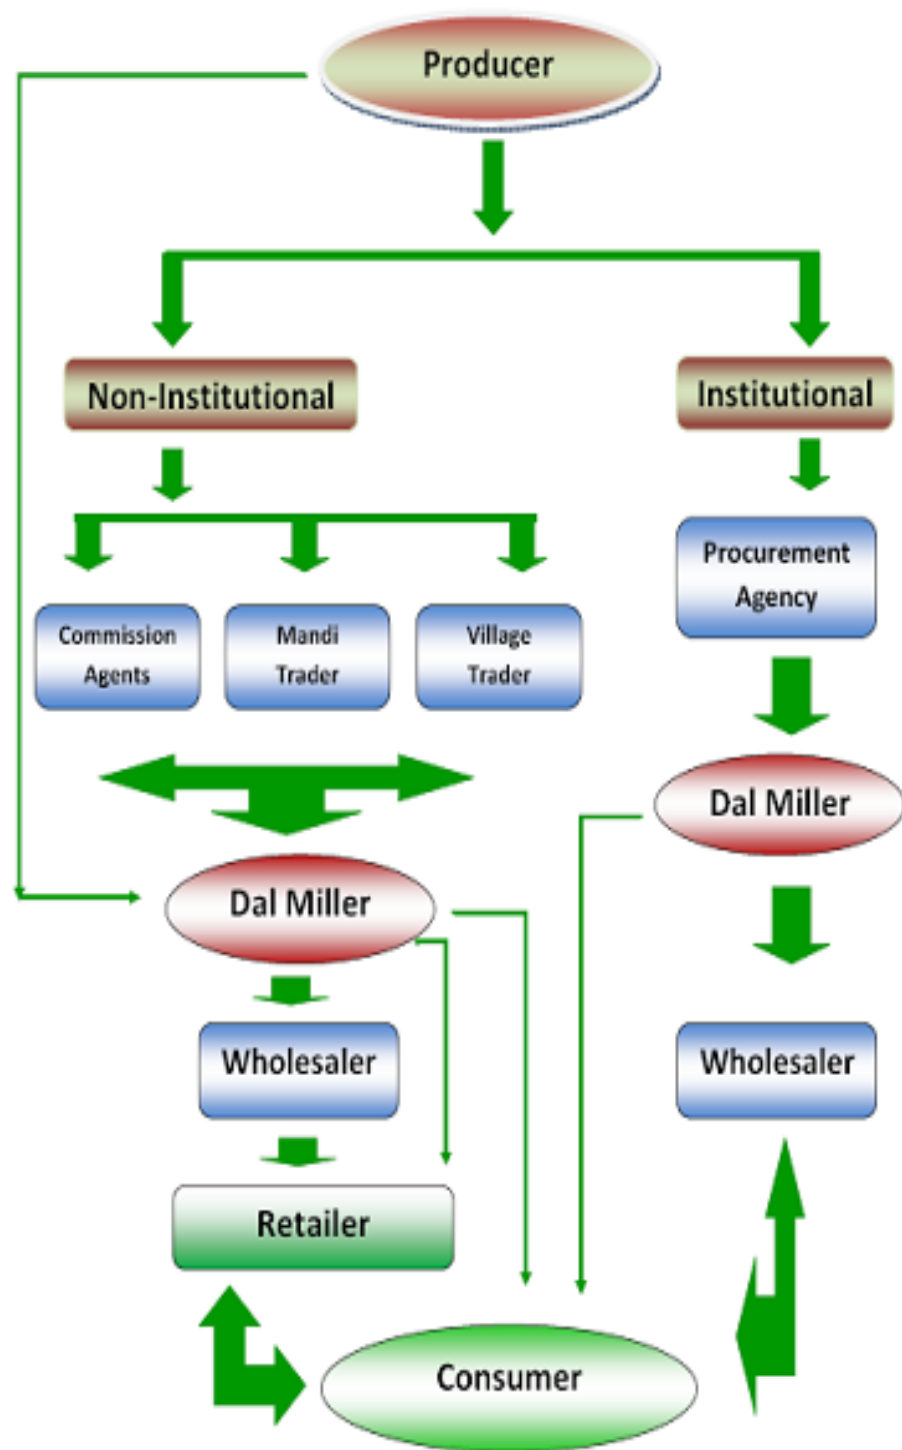 Producer
Non-Institutional
Institutional
Commission
Agents
Mandi
Trader
Village
Trader
Procurement
Agency
Dal Miller
Dal Miller
Wholesaler
Wholesaler
Retailer
Consumer